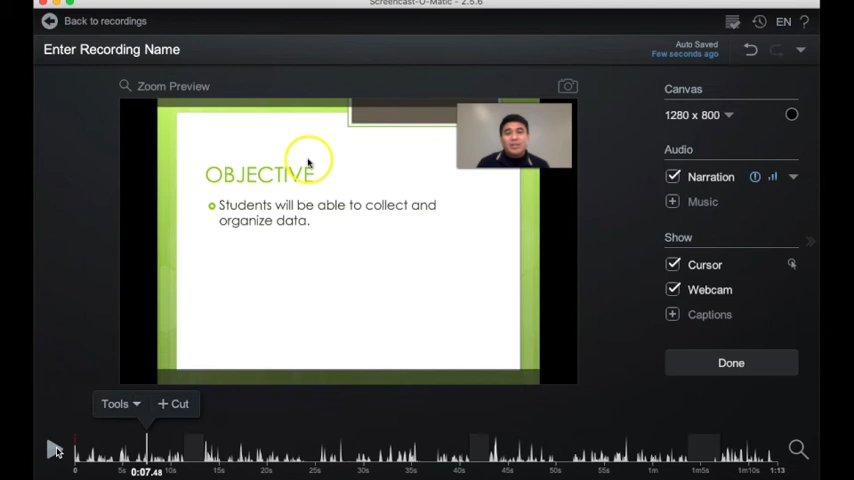 Screencast-O-Matic - 2.5.6
Back to recordings
EN ?
Enter Recording Name
Auto Saved
Few seconds ago
Zoom Preview
Canvas
1280 x 800
Audio
Narration
Music
Show
Cursor
Webcam
Captions
Done
OBJECTIVE
Students will be able to collect and
organize data.
Tools
+ Cut
0 5s 10s 15s 20s 25s 30s 35s 40s 45s 50s 55s 1m 1m5s 1m10s 1:13
0:07.48